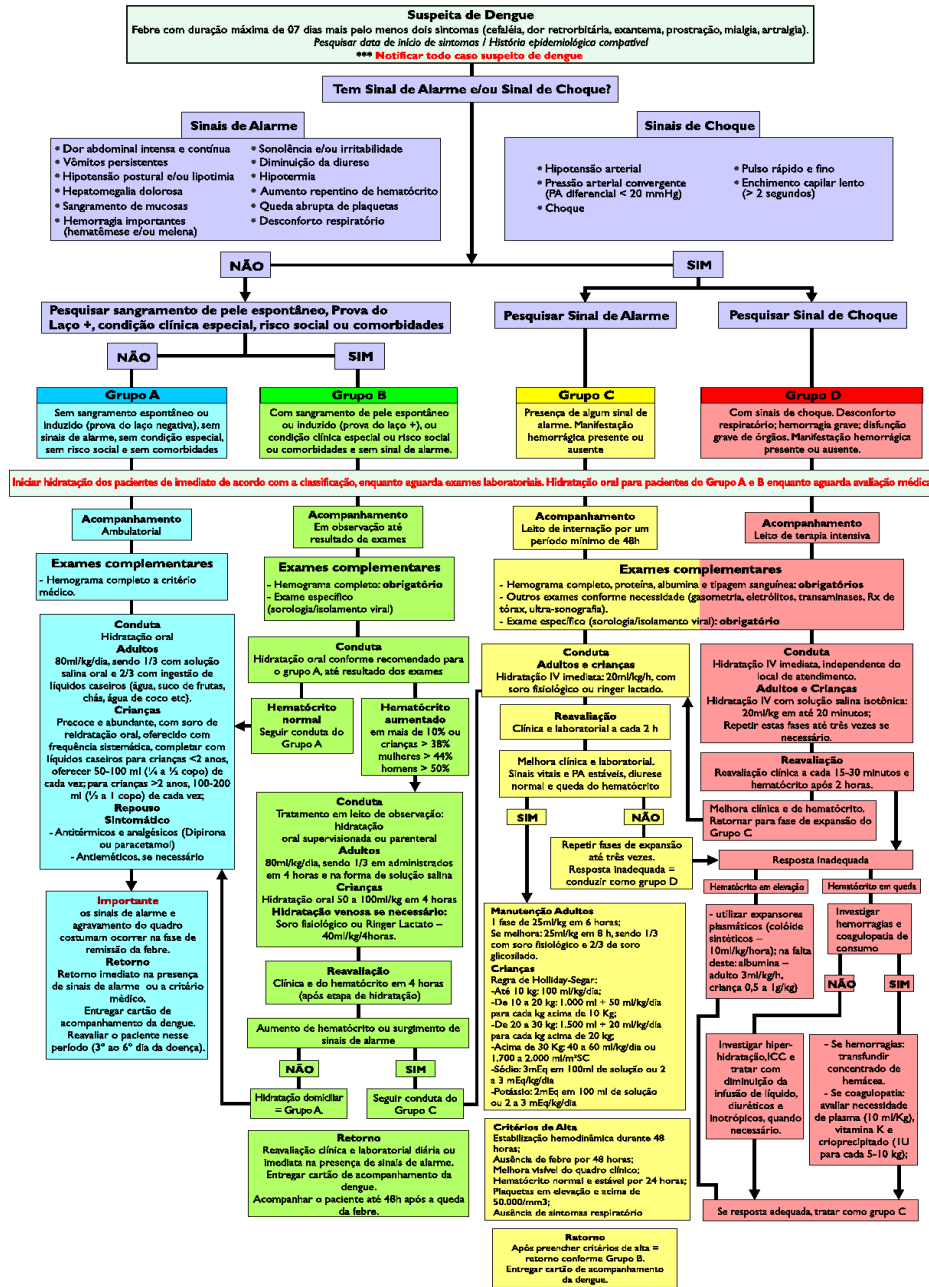 Suspeita de Dengue
Febre com duração máxima de 07 dias mais pelo menos dois sintomas (cefaléia, dor retrorbitária, exantema, prostração, mialgia, artralgia).
Pesquisar data de início de sintomas / História epidemiológica compatível
*** Notificar todo caso suspeito de dengue
Tem Sinal de Alarme e/ou Sinal de Choque?
Sinais de Alarme
• Dor abdominal intensa e contínua
• Vômitos persistentes
• Hipotensão postural e/ou lipotimia
• Hepatomegalia dolorosa
• Sangramento de mucosas
• Hemorragia importantes
(hematêmese e/ou melena)
• Sonolência e/ou irritabilidade
• Diminuição da diurese
• Hipotermia
• Aumento repentino de hematócrito
• Queda abrupta de plaquetas
• Desconforto respiratório
Sinais de Choque
• Hipotensão arterial
• Pressão arterial convergente
(PA diferencial < 20 mmHg)
• Choque
• Pulso rápido e fino
• Enchimento capilar lento
(> 2 segundos)
NÃO
SIM
Pesquisar sangramento de pele espontâneo, Prova do
Laço +, condição clínica especial, risco social ou comorbidades
Pesquisar Sinal de Alarme
Pesquisar Sinal de Choque
NÃO
SIM
Grupo A
Sem sangramento espontâneo ou
induzido (prova do laço negativa), sem
sinais de alarme, sem condição especial,
sem risco social e sem comorbidades
Grupo B
Com sangramento de pele espontâneo
ou induzido (prova do laço +), ou
condição clínica especial ou risco social
ou comorbidades e sem sinal de alarme.
Grupo C
Presença de algum sinal de
alarme. Manifestação
hemorrágica presente ou
ausente
Grupo D
Com sinais de choque. Desconforto
respiratório; hemorragia grave; disfunção
grave de órgãos. Manifestação hemorrágica
presente ou ausente.
Iniciar hidratação dos pacientes de imediato de acordo com a classificação, enquanto aguarda exames laboratoriais. Hidratação oral para pacientes do Grupo A e B enquanto aguarda avaliação médica
Acompanhamento
Ambulatorial
Exames complementares
- Hemograma completo a critério
médico.
Conduta
Hidratação oral
Adultos
80ml/kg/dia, sendo 1/3 com solução
salina oral e 2/3 com ingestão de
líquidos caseiros (água, suco de frutas,
chás, água de coco etc).
Crianças
Precoce e abundante, com soro de
reidratração oral, oferecido com
frequência sistemática, completar com
líquidos caseiros para crianças <2 anos,
oferecer 50-100 ml (¼ a ½ copo) de
cada vez; para crianças >2 anos, 100-200
ml (½ a 1 copo) de cada vez;
Repouso
Sintomático
- Antitérmicos e analgésicos (Dipirona
ou paracetamol)
- Antieméticos, se necessário
Importante
os sinais de alarme e
agravamento do quadro
costumam ocorrer na fase de
remissão da febre.
Retorno
Retorno imediato na presença
de sinais de alarme ou a critério
médico.
Entregar cartão de
acompanhamento da dengue.
Reavaliar o paciente nesse
período (3º ao 6º dia da doença).
Acompanhamento
Em observação até
resultado de exames
Exames complementares
- Hemograma completo: obrigatório
- Exame específico
(sorologia/isolamento viral)
Conduta
Hidratação oral conforme recomendado para
o grupo A, até resultado dos exames
Hematócrito
normal
Seguir conduta do
Grupo A
Hematócrito
aumentado
em mais de 10% ou
crianças > 38%
mulheres > 44%
homens > 50%
Conduta
Tratamento em leito de observação:
hidratação
oral supervisionada ou parenteral
Adultos
80ml/kg/dia, sendo 1/3 em administrados
em 4 horas e na forma de solução salina
Crianças
Hidratação oral 50 a 100ml/kg em 4 horas
Hidratação venosa se necessário:
Soro fisiológico ou Ringer Lactato –
40ml/kg/4horas.
Reavaliação
Clínica e do hematócrito em 4 horas
(após etapa de hidratação)
Aumento de hematócrito ou surgimento de
sinais de alarme
NÃO
SIM
Hidratação domiciliar
= Grupo A.
Seguir conduta do
Grupo C
Retorno
Reavaliação clínica e laboratorial diária ou
imediata na presença de sinais de alarme.
Entregar cartão de acompanhamento da
dengue.
Acompanhar o paciente até 48h após a queda
da febre.
Acompanhamento
Leito de internação por um
período mínimo de 48h
Acompanhamento
Leito de terapia intensiva
Exames complementares
- Hemograma completo, proteína, albumina e tipagem sanguínea: obrigatórios
- Outros exames conforme necessidade (gasometria, eletrólitos, transaminases, Rx de
tórax, ultra-sonografia).
- Exame específico (sorologia/isolamento viral): obrigatório
Conduta
Adultos e crianças
Hidratação IV imediata: 20ml/kg/h, com
soro fisiológico ou ringer lactado.
Reavaliação
Clínica e laboratorial a cada 2 h
Melhora clínica e laboratorial.
Sinais vitais e PA estáveis, diurese
normal e queda do hematócrito
SIM
NÃO
Repetir fases de expansão
até três vezes.
Resposta inadequada =
conduzir como grupo D
Manutenção Adultos
1 fase de 25ml/kg em 6 horas;
Se melhora: 25ml/kg em 8 h, sendo 1/3
com soro fisiológico e 2/3 de soro
glicosilado.
Crianças
Regra de Holliday-Segar:
-Até 10 kg: 100 ml/kg/dia;
-De 10 a 20 kg: 1.000 ml + 50 ml/kg/dia
para cada kg acima de 10 Kg;
-De 20 a 30 kg: 1.500 ml + 20 ml/kg/dia
para cada kg acima de 20 kg;
-Acima de 30 Kg: 40 a 60 ml/kg/dia ou
1.700 a 2.000 ml/m²SC
-Sódio: 3mEq em 100ml de solução ou 2
a 3 mEq/kg/dia
-Potássio: 2mEq em 100 ml de solução
ou 2 a 3 mEq/kg/dia
Critérios de Alta
Estabilização hemodinâmica durante 48
horas;
Ausência de febre por 48 horas;
Melhora visível do quadro clínico;
Hematócrito normal e estável por 24 horas;
Plaquetas em elevação e acima de
50.000/mm3;
Ausência de sintomas respiratório
Retorno
Após preencher critérios de alta =
retorno conforme Grupo B.
Entregar cartão de acompanhamento
da dengue.
Conduta
Hidratação IV imediata, independente do
local de atendimento.
Adultos e Crianças
Hidratação IV com solução salina isotônica:
20ml/kg em até 20 minutos;
Repetir estas fases até três vezes se
necessário.
Reavaliação
Reavaliação clínica a cada 15-30 minutos e
hematócrito após 2 horas.
Melhora clínica e de hematócrito.
Retornar para fase de expansão do
Grupo C
Resposta inadequada
Hematócrito em elevação
Hematócrito em queda
- utilizar expansores
plasmáticos (colóide
sintéticos –
10ml/kg/hora); na falta
deste: albumina –
adulto 3ml/kg/h,
criança 0,5 a 1g/kg)
Investigar
hemorragias e
coagulopatia de
consumo
NÃO
SIM
Investigar hiper-
hidratação,ICC e
tratar com
diminuição da
infusão de líquido,
diuréticos e
inotrópicos, quando
necessário.
- Se hemorragias:
transfundir
concentrado de
hemácea.
- Se coagulopatia:
avaliar necessidade
de plasma (10 ml/Kg),
vitamina K e
crioprecipitado (1U
para cada 5-10 kg);
Se resposta adequada, tratar como grupo C